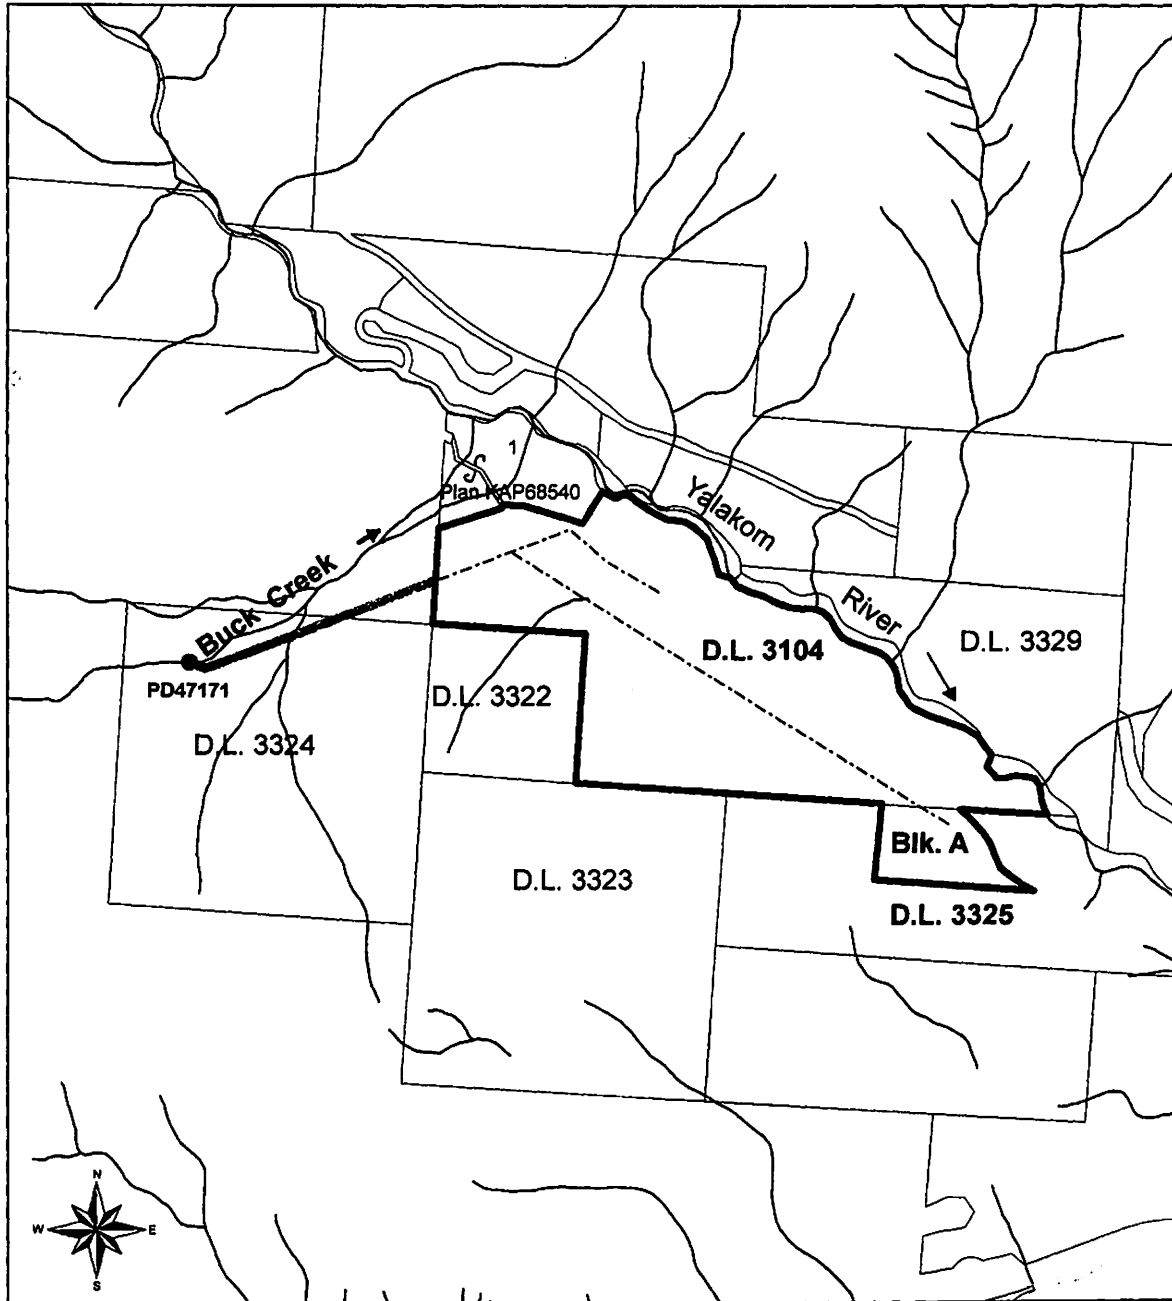 1
Plan KAP68540
Yalakom
River
Buck Creek
D.L. 3329
D.L. 3104
PD47171
D.L. 3322
D.L. 3324
Blk. A
D.L. 3323
D.L. 3325
N
W
E
S